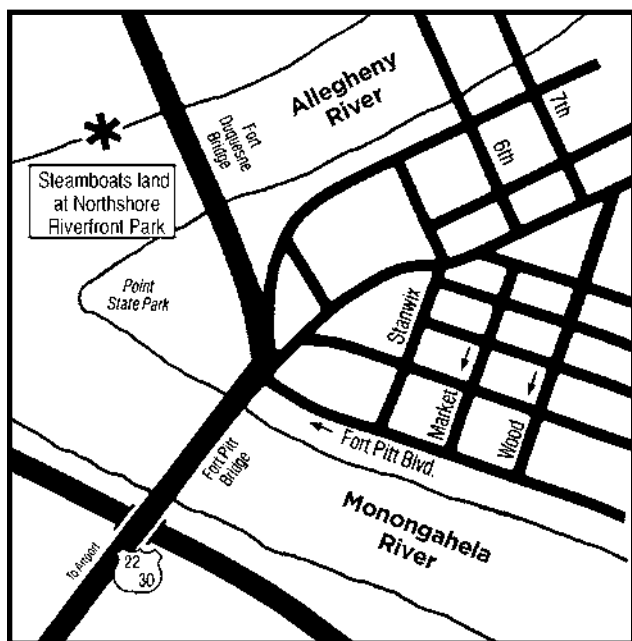 Allegheny
River
Fort
Duquesne
Bridge
7th
6th
Steamboats land
at Northshore
Riverfront Park
Point
State Park
Stanwix
Market
Wood
Fort Pitt Blvd.
Fort Pitt
Bridge
Monongahela
River
To Airport
22
30